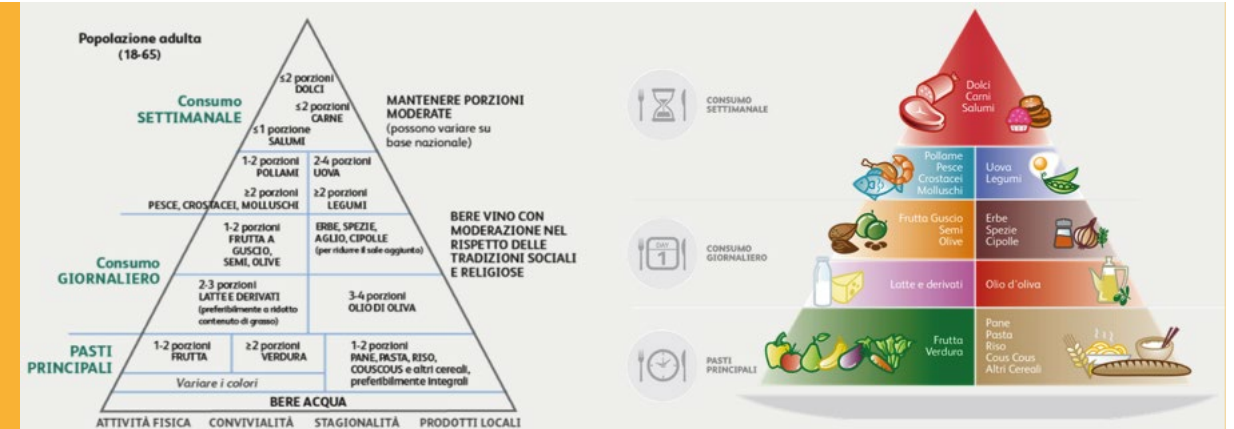 Popolazione adulta
(18-65)
Consumo
SETTIMANALE
≤2 porzioni
DOLCI
≤2 porzioni
CARNE
≤1 porzione
SALUMI
MANTENERE PORZIONI
MODERATE
(possono variare su
base nazionale)
1-2 porzioni
POLLAMI
2-4 porzioni
UOVA
≥2 porzioni
PESCE, CROSTACEI, MOLLUSCHI
≥2 porzioni
LEGUMI
Consumo
GIORNALIERO
1-2 porzioni
FRUTTA A
GUSCIO,
SEMI, OLIVE
ERBE, SPEZIE,
AGLIO, CIPOLLE
(per ridurre il sale aggiunto)
BERE VINO CON
MODERAZIONE NEL
RISPETTO DELLE
TRADIZIONI SOCIALI
E RELIGIOSE
2-3 porzioni
LATTE E DERIVATI
(preferibilmente a ridotto
contenuto di grasso)
3-4 porzioni
OLIO DI OLIVA
PASTI
PRINCIPALI
1-2 porzioni
FRUTTA
≥2 porzioni
VERDURA
Variare i colori
1-2 porzioni
PANE, PASTA, RISO,
COUSCOUS e altri cereali,
preferibilmente integrali
BERE ACQUA
ATTIVITÀ FISICA CONVIVIALITÀ STAGIONALITÀ PRODOTTI LOCALI
CONSUMO
SETTIMANALE
Dolci
Carni
Salumi
Pollame
Pesce
Crostacei
Molluschi
Uova
Legumi
CONSUMO
GIORNALIERO
DAY
1
Frutta Guscio
Semi
Olive
Erbe
Spezie
Cipolle
Latte e derivati
Olio d'oliva
PASTI
PRINCIPALI
Frutta
Verdura
Pane
Pasta
Riso
Cous Cous
Altri Cereali